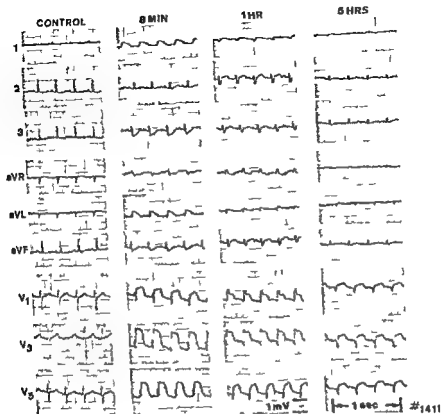 CONTROL 8 MIN 1 HR 5 HRS
1
2
3
aVR
aVL
aVF
V1
V3
V5
1mV 1 sec #1411